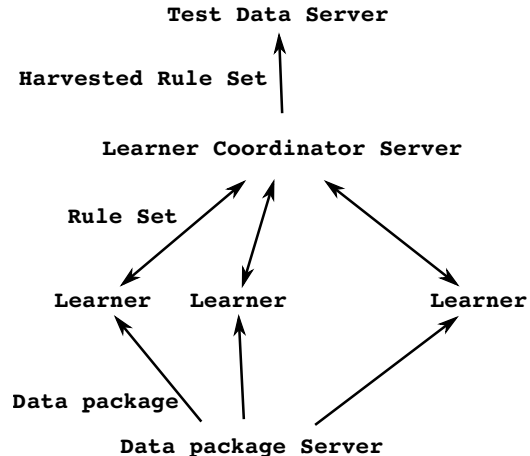 Test Data Server
Harvested Rule Set
Learner Coordinator Server
Rule Set
Learner Learner Learner
Data package
Data package Server